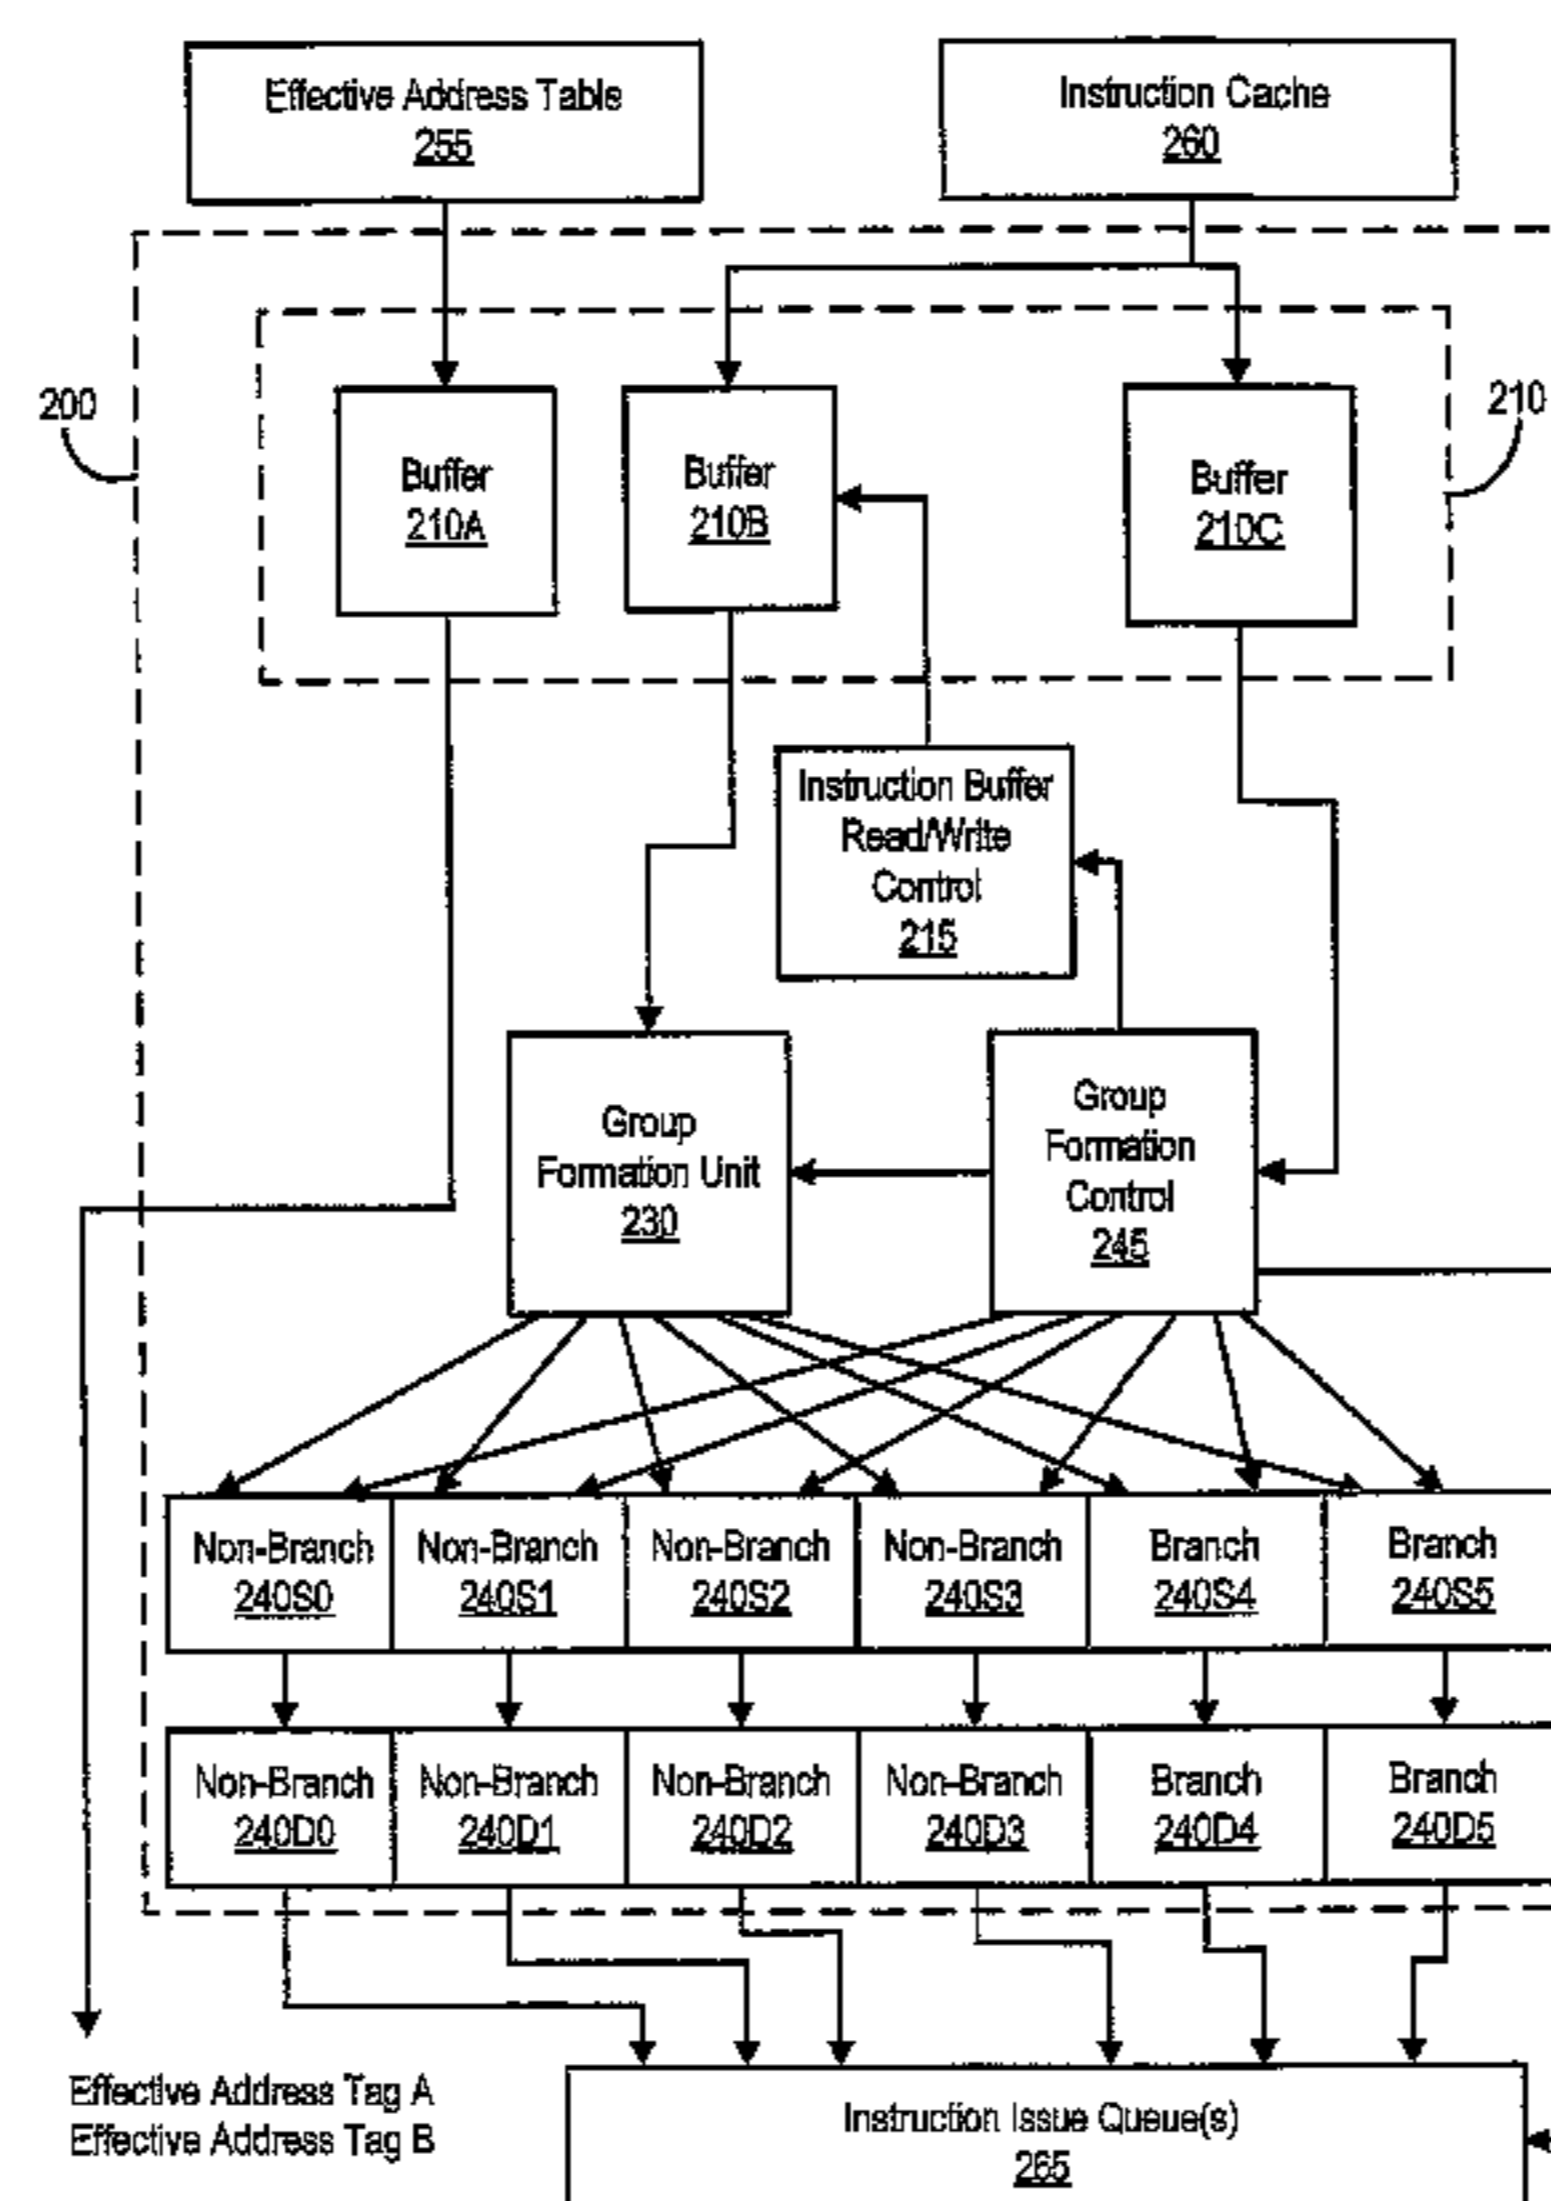 Effective Address Table
255
Instruction Cache
260
200
210
Buffer
210A
Buffer
210B
Buffer
210C
Instruction Buffer
Read/Write
Control
215
Group
Formation Unit
230
Group
Formation
Control
245
Non-Branch
240S0
Non-Branch
240S1
Non-Branch
240S2
Non-Branch
240S3
Branch
240S4
Branch
240S5
Non-Branch
240D0
Non-Branch
240D1
Non-Branch
240D2
Non-Branch
240D3
Branch
240D4
Branch
240D5
Effective Address Tag A
Effective Address Tag B
Instruction Issue Queue(s)
265